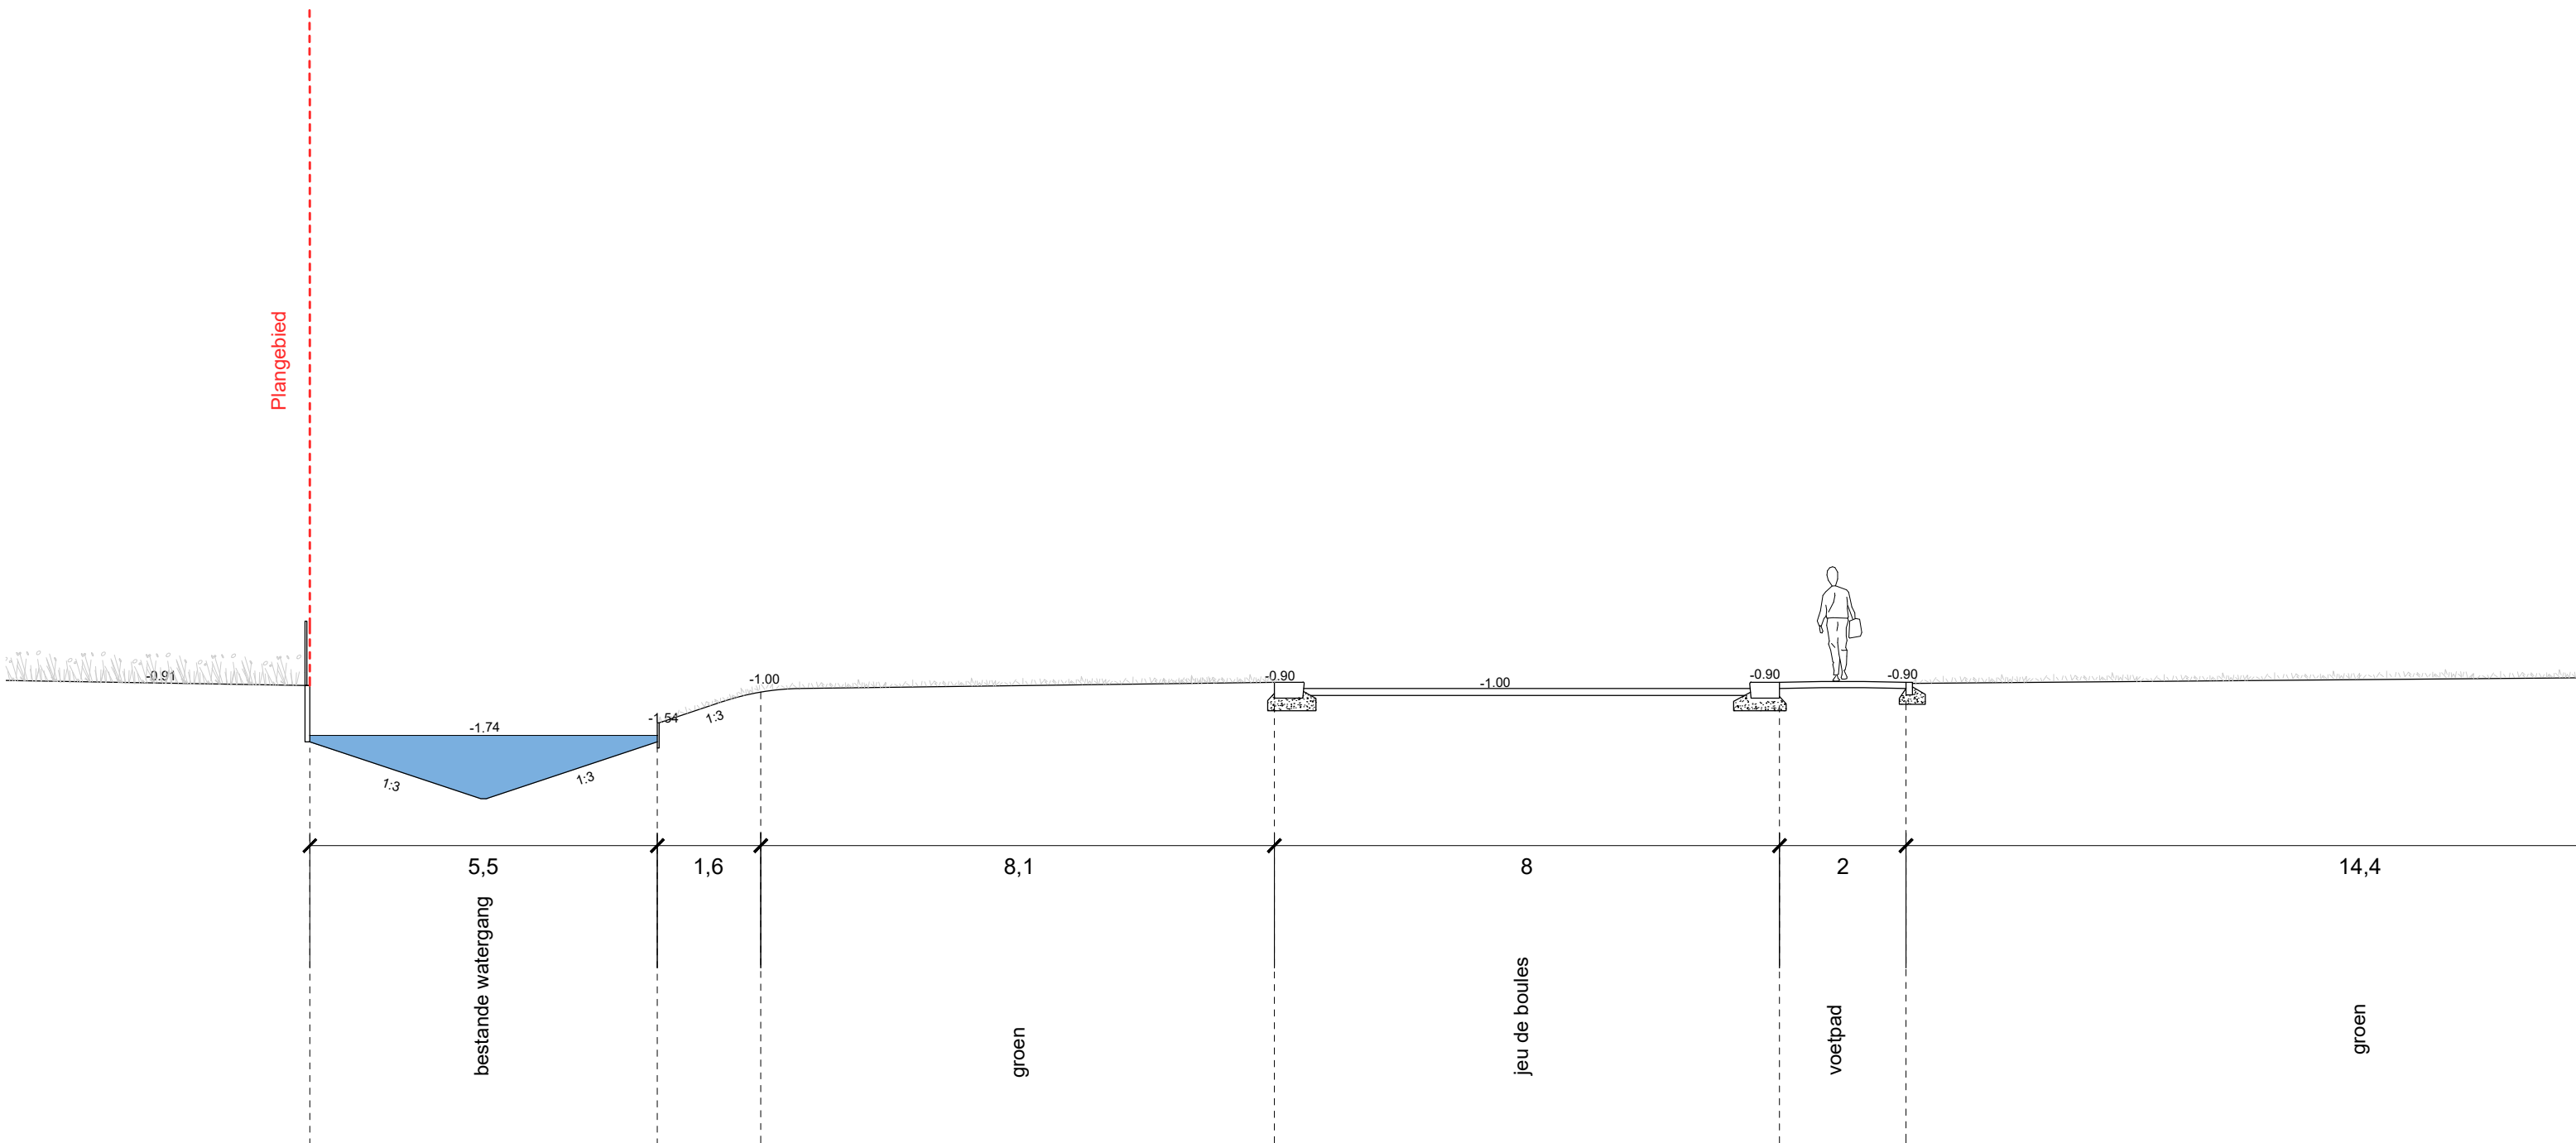 Plangebied
-0.91
-1.74
1:3
1:3
-1.54
1:3
-1.00
-0.90
-1.00
-0.90
-0.90
5,5
1,6
8,1
8
2
14,4
bestande watergang
groen
jeu de boules
voetpad
groen